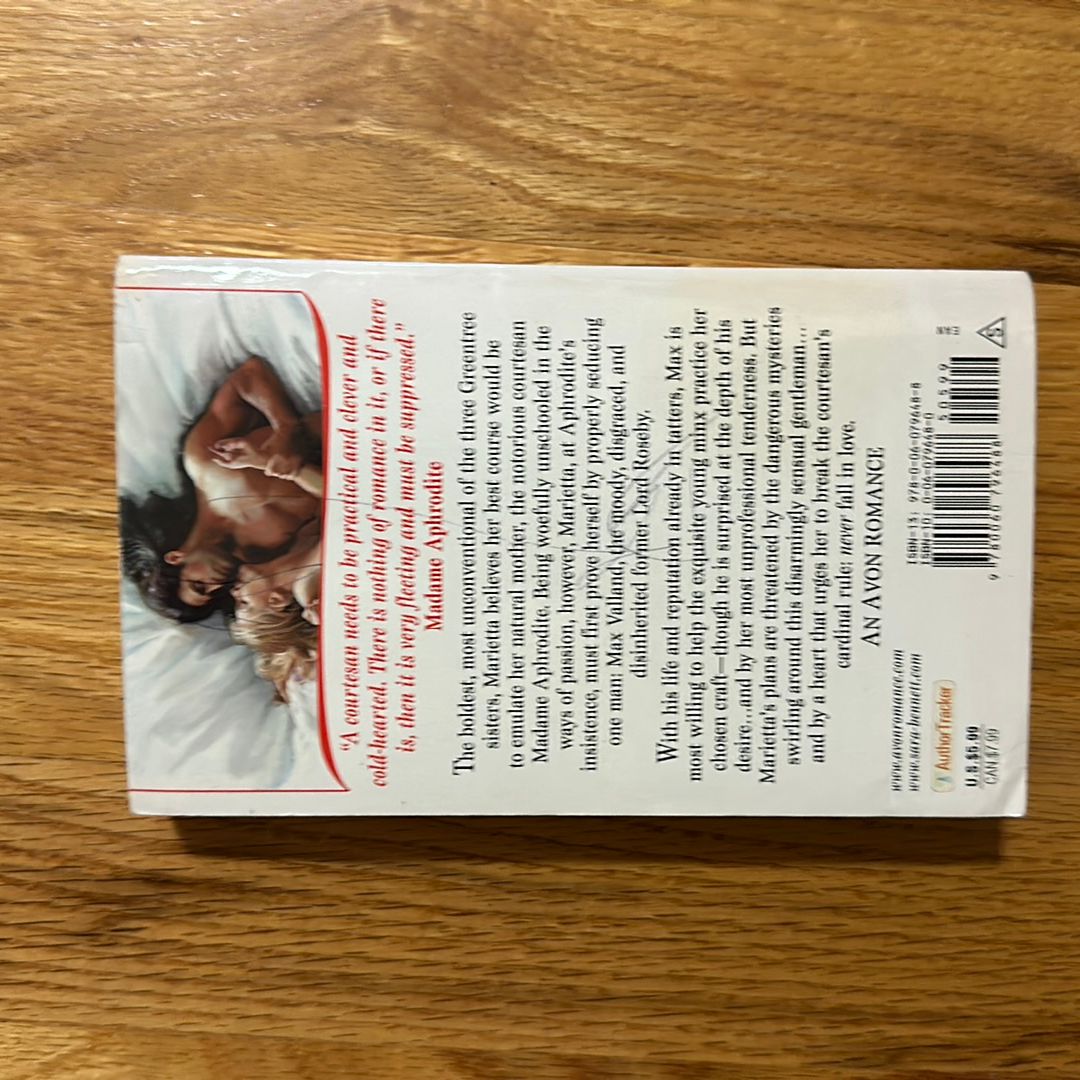 "A courtesan needs to be practical and clever and
cold-hearted. There is nothing of romance in it, or if there
is, then it is very fleeting and must be suppressed."
Madame Aphrodite
The boldest, most unconventional of the three Greentree
sisters, Marietta believes her best course would be
to emulate her natural mother, the notorious courtesan
Madame Aphrodite. Being woefully unschooled in the
ways of passion, however, Marietta, at Aphrodite's
insistence, must first prove herself by properly seducing
one man: Max Valand, the moody, disgraced, and
disinherited former Lord Roseby.
With his life and reputation already in tatters, Max is
most willing to help the exquisite young minx practice her
chosen craft—though he is surprised at the depth of his
desire...and by her most unprofessional tenderness. But
Marietta's plans are threatened by the dangerous mysteries
swirling around this disarmingly sensual gentleman...
and by a heart that urges her to break the courtesan's
cardinal rule: never fall in love.
AN AVON ROMANCE
www.avonromance.com
www.sara-bennett.com
AuthorTracker
U.S. $5.99
CAN $7.99
ISBN-13: 978-0-06-079648-8
ISBN-10: 0-06-079648-0
50599
9 780060 796488
EAN
S